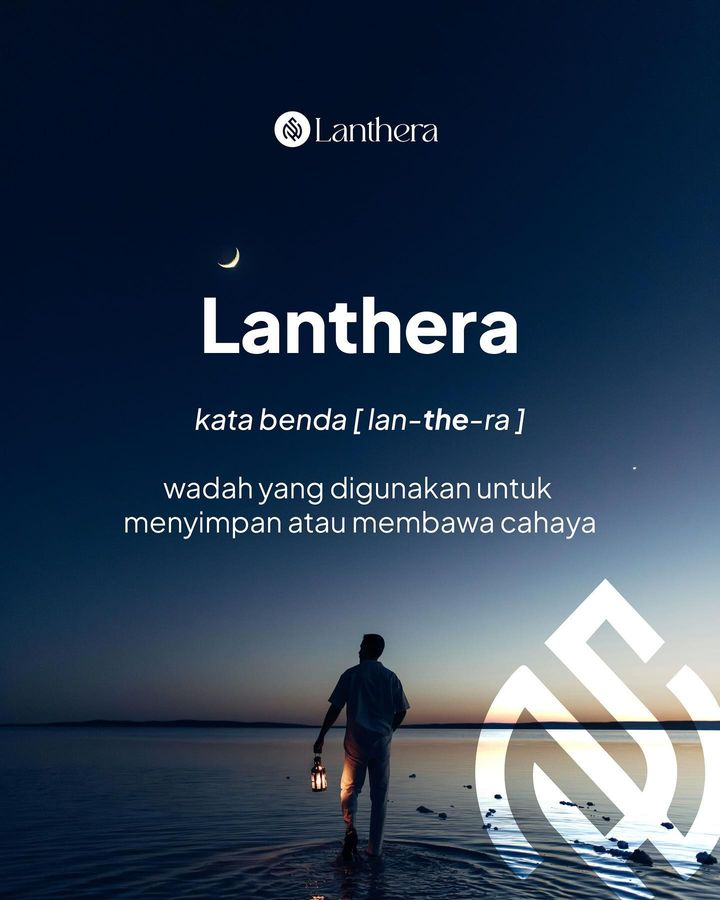 Lanthera
Lanthera
kata benda [ lan-the-ra ]
wadah yang digunakan untuk
menyimpan atau membawa cahaya